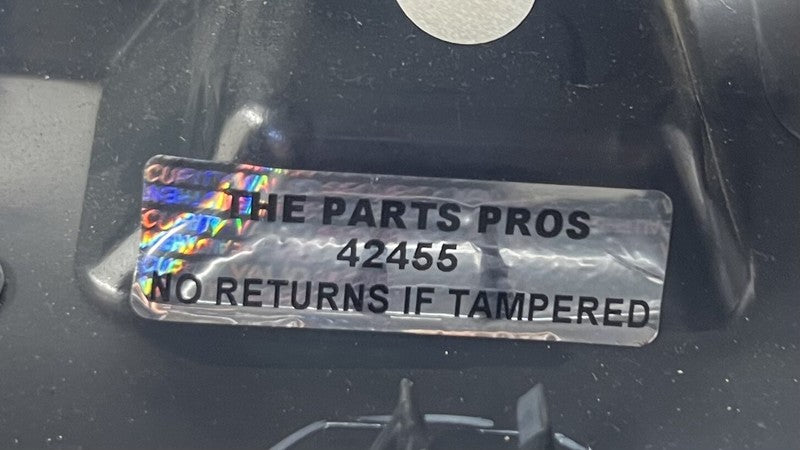 THE PARTS PROS
42455
NO RETURNS IF TAMPERED